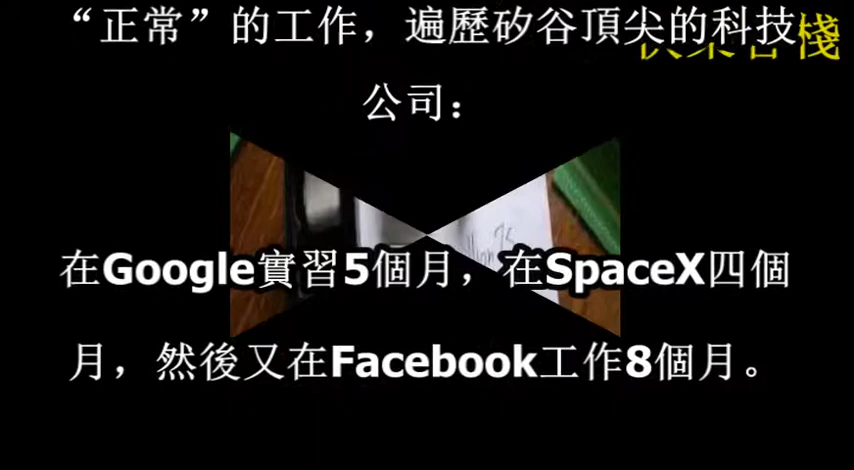 “正常”的工作，遍歷矽谷頂尖的科技
公司：
在Google實習5個月，在SpaceX四個
月，然後又在Facebook工作8個月。